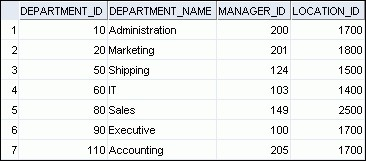 DEPARTMENT_ID DEPARTMENT_NAME MANAGER_ID LOCATION_ID
1 10 Administration 200 1700
2 20 Marketing 201 1800
3 50 Shipping 124 1500
4 60 IT 103 1400
5 80 Sales 149 2500
6 90 Executive 100 1700
7 110 Accounting 205 1700